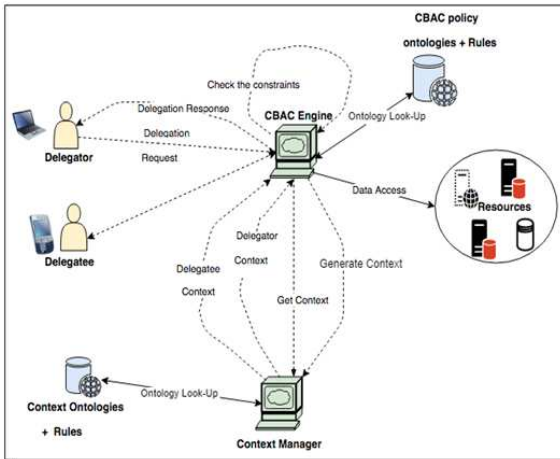 CBAC policy
ontologies + Rules
Check the constraints
Delegation Response
CBAC Engine
Ontology Look-Up
Delegation
Delegator
Request
Data Access
Resources
Delegatee
Delegator
Delegatee
Context
Generate Context
Context
Get Context
Ontology Look-Up
Context Ontologies
+ Rules
Context Manager